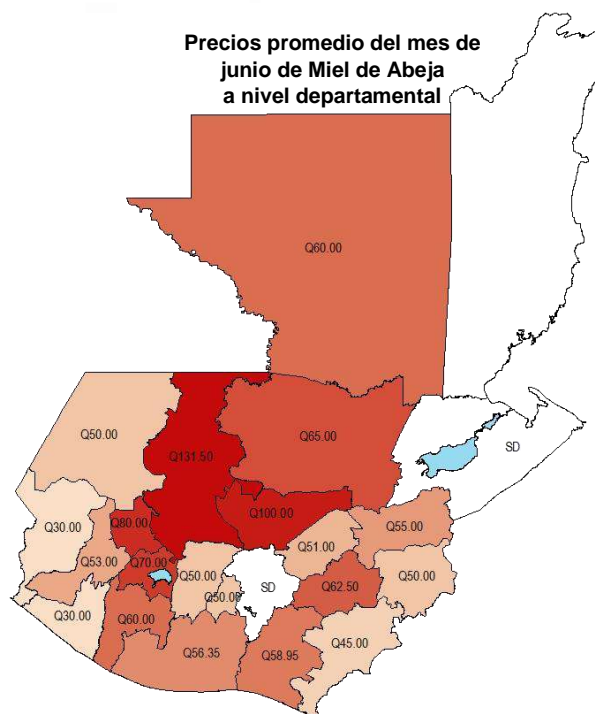 Precios promedio del mes de
junio de Miel de Abeja
a nivel departamental
Q60.00
Q50.00
Q65.00
SD
Q131.50
Q100.00
Q30.00
Q80.00
Q55.00
Q51.00
Q53.00
Q70.00
Q50.00
Q50.00
SD
Q62.50
Q50.00
Q30.00
Q60.00
Q45.00
Q56.35
Q58.95